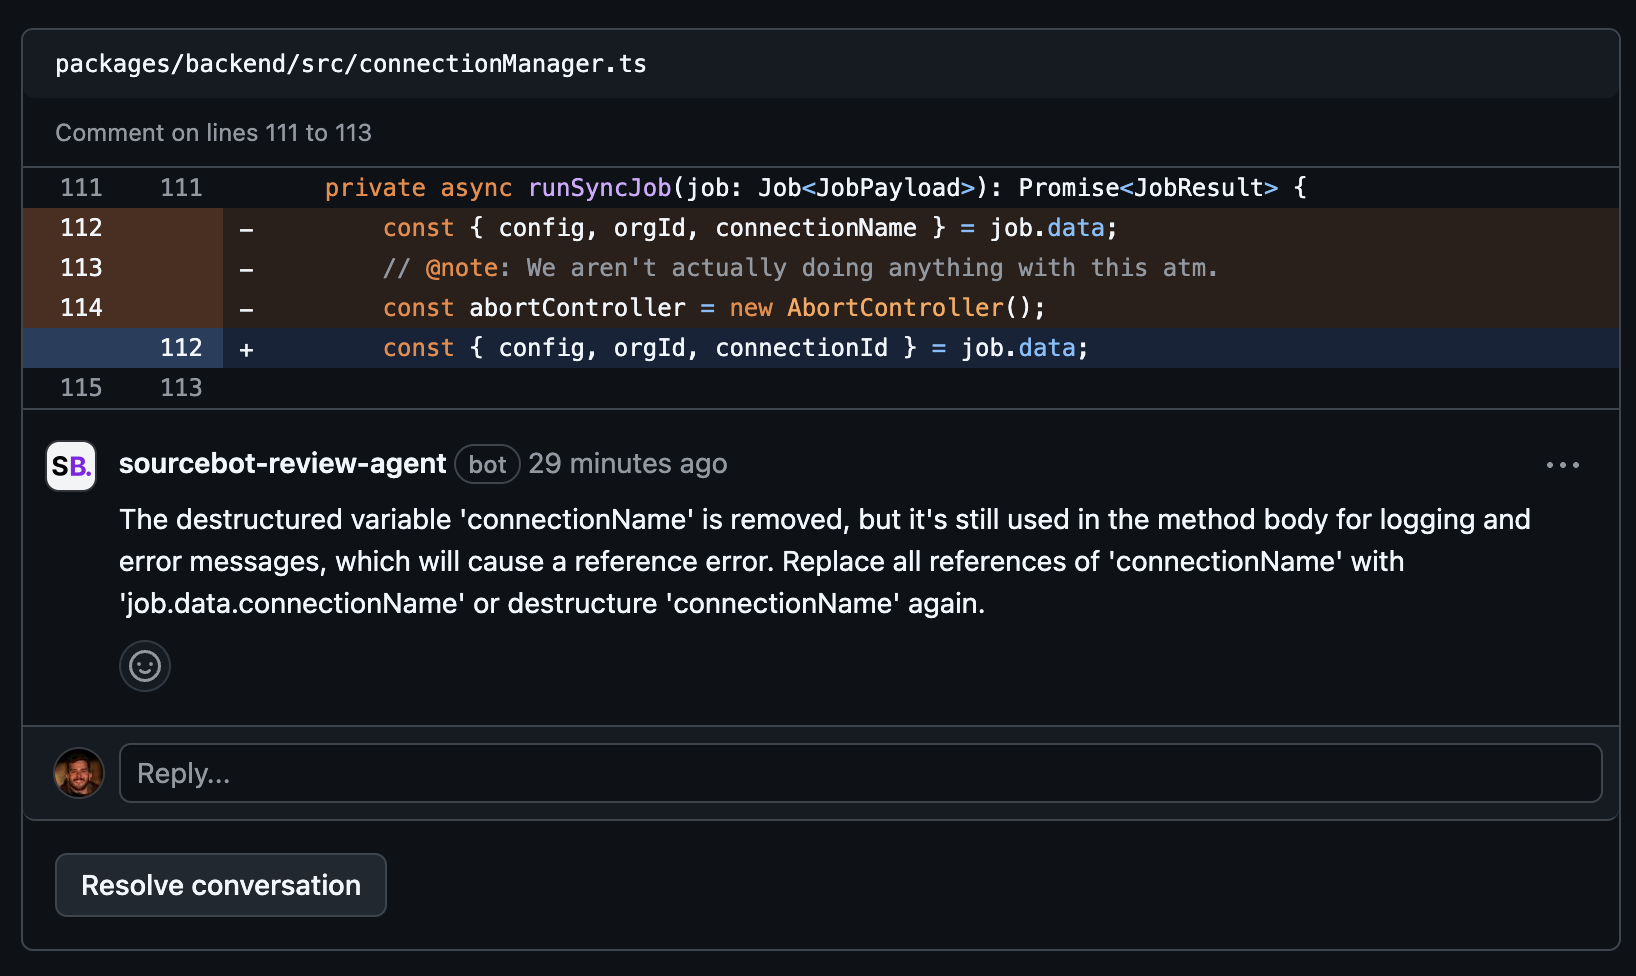 packages/backend/src/connectionManager.ts
Comment on lines 111 to 113
111 111 private async runSyncJob(job: Job<JobPayload>): Promise<JobResult> {
112 - const { config, orgId, connectionName } = job.data;
113 - // @note: We aren't actually doing anything with this atm.
114 - const abortController = new AbortController();
112 + const { config, orgId, connectionId } = job.data;
115 113
SB. sourcebot-review-agent bot 29 minutes ago
The destructured variable 'connectionName' is removed, but it's still used in the method body for logging and
error messages, which will cause a reference error. Replace all references of 'connectionName' with
'job.data.connectionName' or destructure 'connectionName' again.
Reply...
Resolve conversation